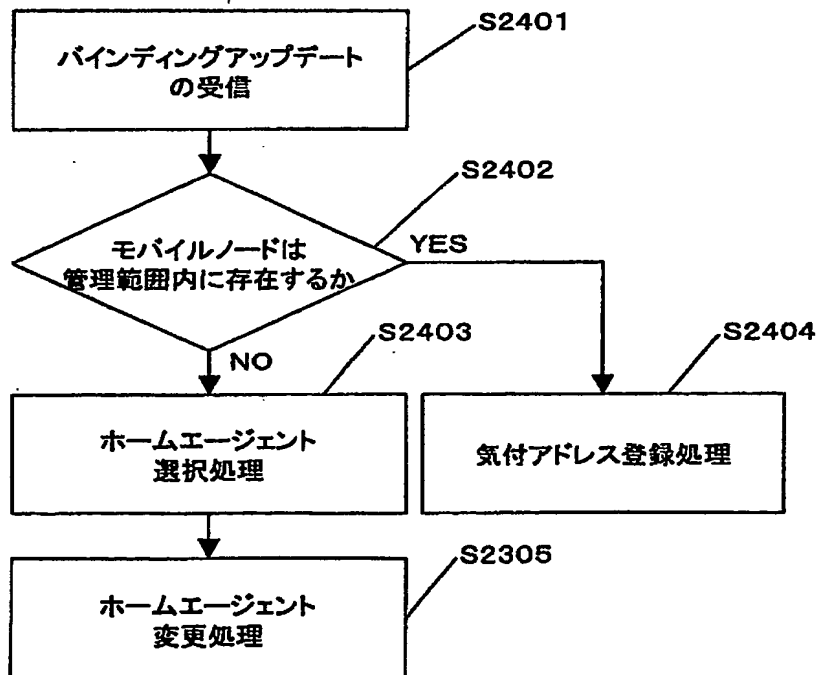 S2401
バインディングアップデート
の受信
S2402
モバイルノードは
管理範囲内に存在するか
YES
NO
S2403
ホームエージェント
選択処理
S2404
気付アドレス登録処理
S2305
ホームエージェント
変更処理